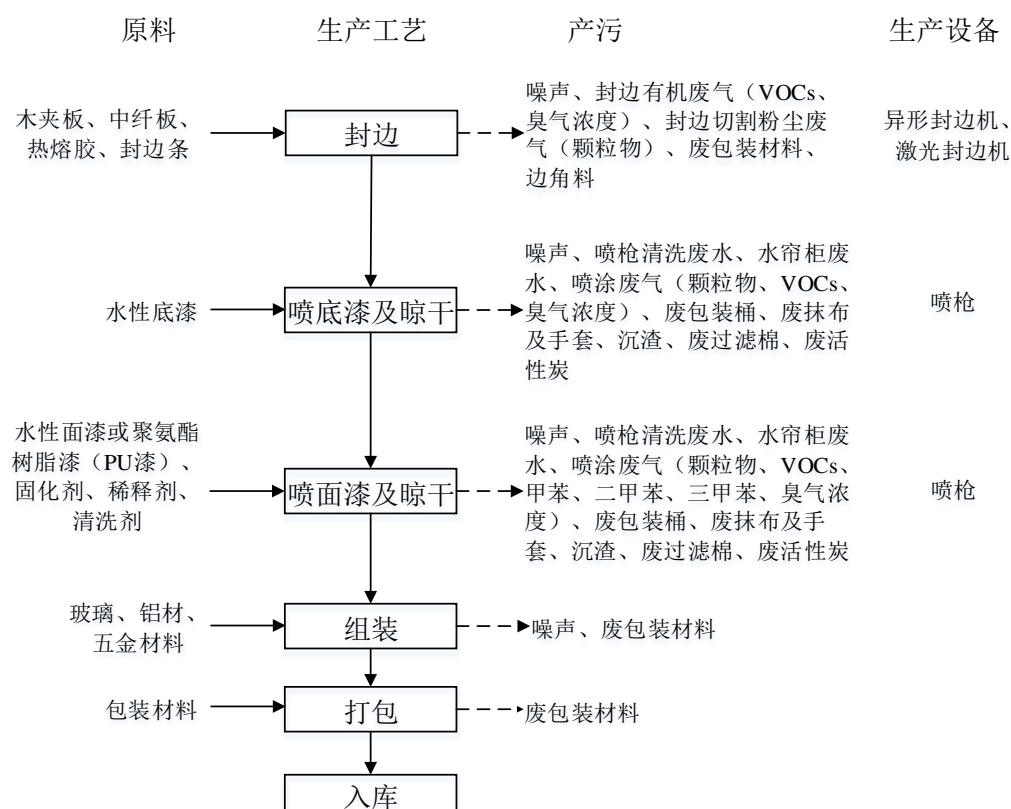 原料 生产工艺 产污 生产设备
木夹板、中纤板、
热熔胶、封边条
封边
噪声、封边有机废气（VOCs、
臭气浓度）、封边切割粉尘废
气（颗粒物）、废包装材料、
边角料
异形封边机、
激光封边机
水性底漆
喷底漆及晾干
噪声、喷枪清洗废水、水帘柜废
水、喷涂废气（颗粒物、VOCs、
臭气浓度）、废包装桶、废抹布
及手套、沉渣、废过滤棉、废活
性炭
喷枪
水性面漆或聚氨酯
树脂漆（PU漆）、
固化剂、稀释剂、
清洗剂
喷面漆及晾干
噪声、喷枪清洗废水、水帘柜废
水、喷涂废气（颗粒物、VOCs、
甲苯、二甲苯、三甲苯、臭气浓
度）、废包装桶、废抹布及手
套、沉渣、废过滤棉、废活性炭
喷枪
玻璃、铝材、
五金材料
组装
噪声、废包装材料
包装材料
打包
废包装材料
入库